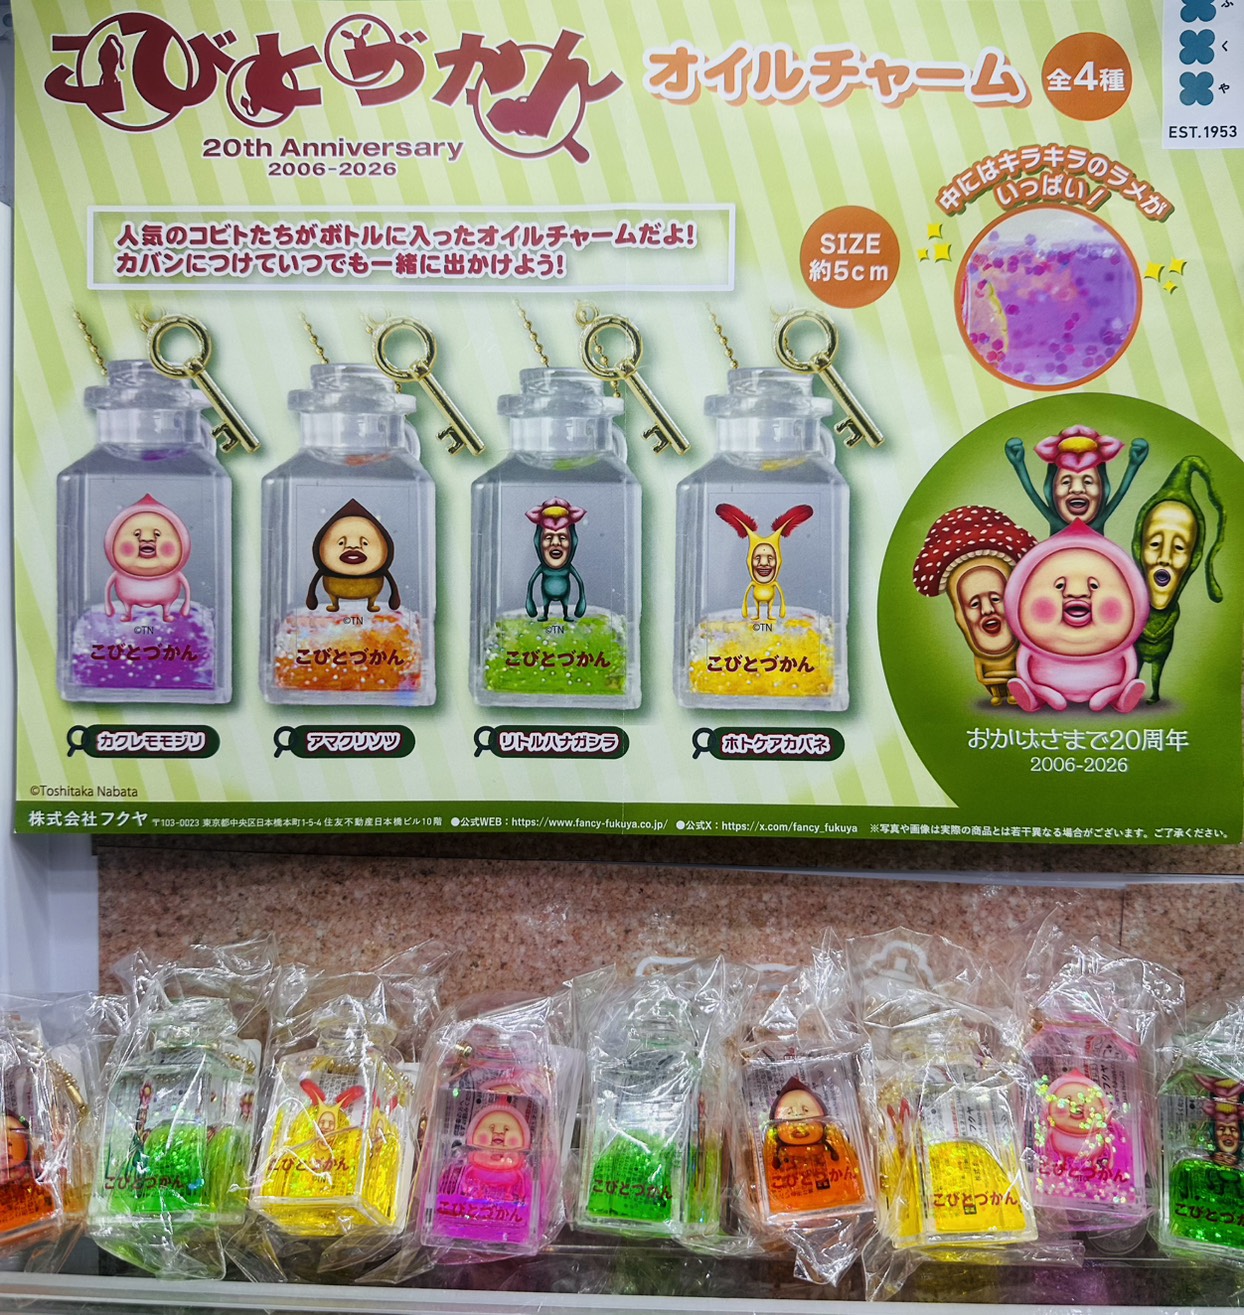 こびとづかん
20th Anniversary
2006-2026
オイルチャーム
全4種
ふくや
EST.1953
人気のコビトたちがボトルに入ったオイルチャームだよ!
カバンにつけていつでも一緒に出かけよう!
SIZE
約5cm
中にはキラキラのラメが
いっぱい!
©TN
こびとづかん
©TN
こびとづかん
©TN
こびとづかん
©TN
こびとづかん
カクレモモジリ
アマクリソツ
リトルハナガシラ
ホトケアカバネ
おかげさまで20周年
2006-2026
©Toshitaka Nabata
株式会社フクヤ 〒103-0023 東京都中央区日本橋本町1-5-4 住友不動産日本橋ビル10階 ●公式WEB:https://www.fancy-fukuya.co.jp/ ●公式X:https://x.com/fancy_fukuya ※写真や画像は実際の商品とは若干異なる場合がございます。ご了承ください。
こびとづかん
こびとづかん
こびとづかん
こびとづかん
こびとづかん
こびとづかん
こびとづかん
こびとづか